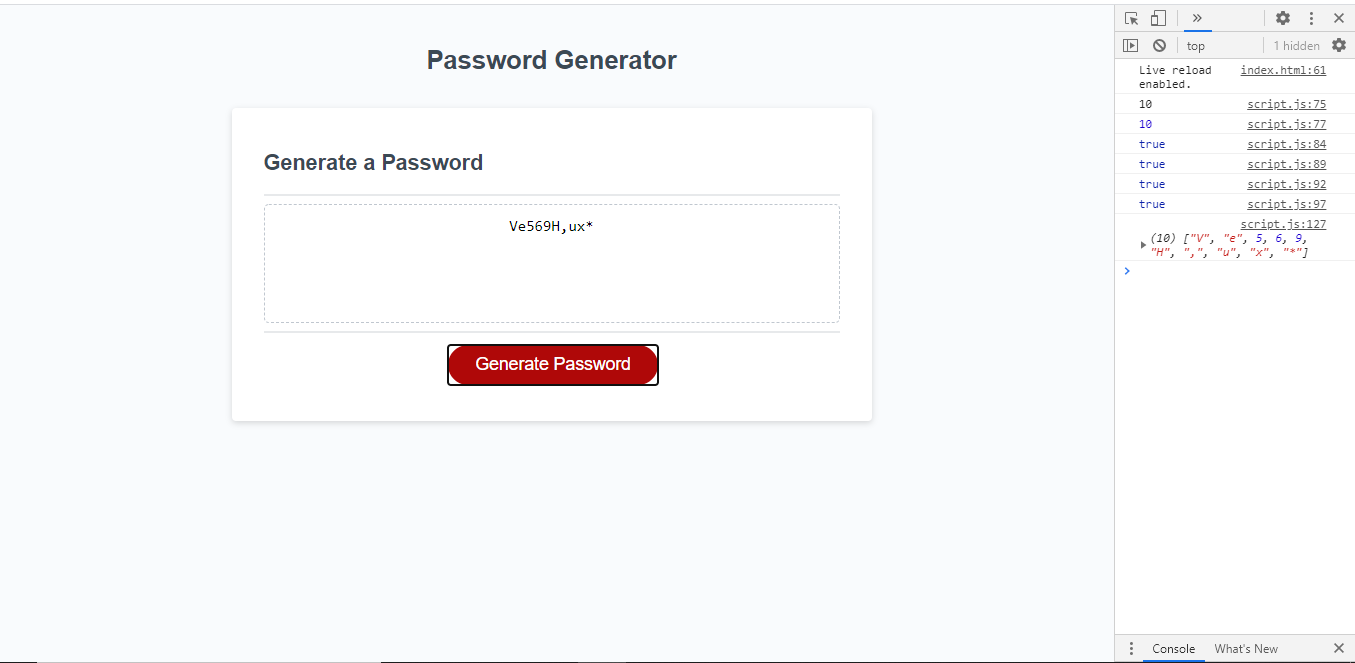 Password Generator
Generate a Password
Ve569H,ux*
Generate Password
top
1 hidden
Live reload enabled. index.html:61
10 script.js:75
10 script.js:77
true script.js:84
true script.js:89
true script.js:92
true script.js:97
script.js:127
(10) ["V", "e", 5, 6, 9,
"H", ",", "u", "x", "*"]
Console What's New